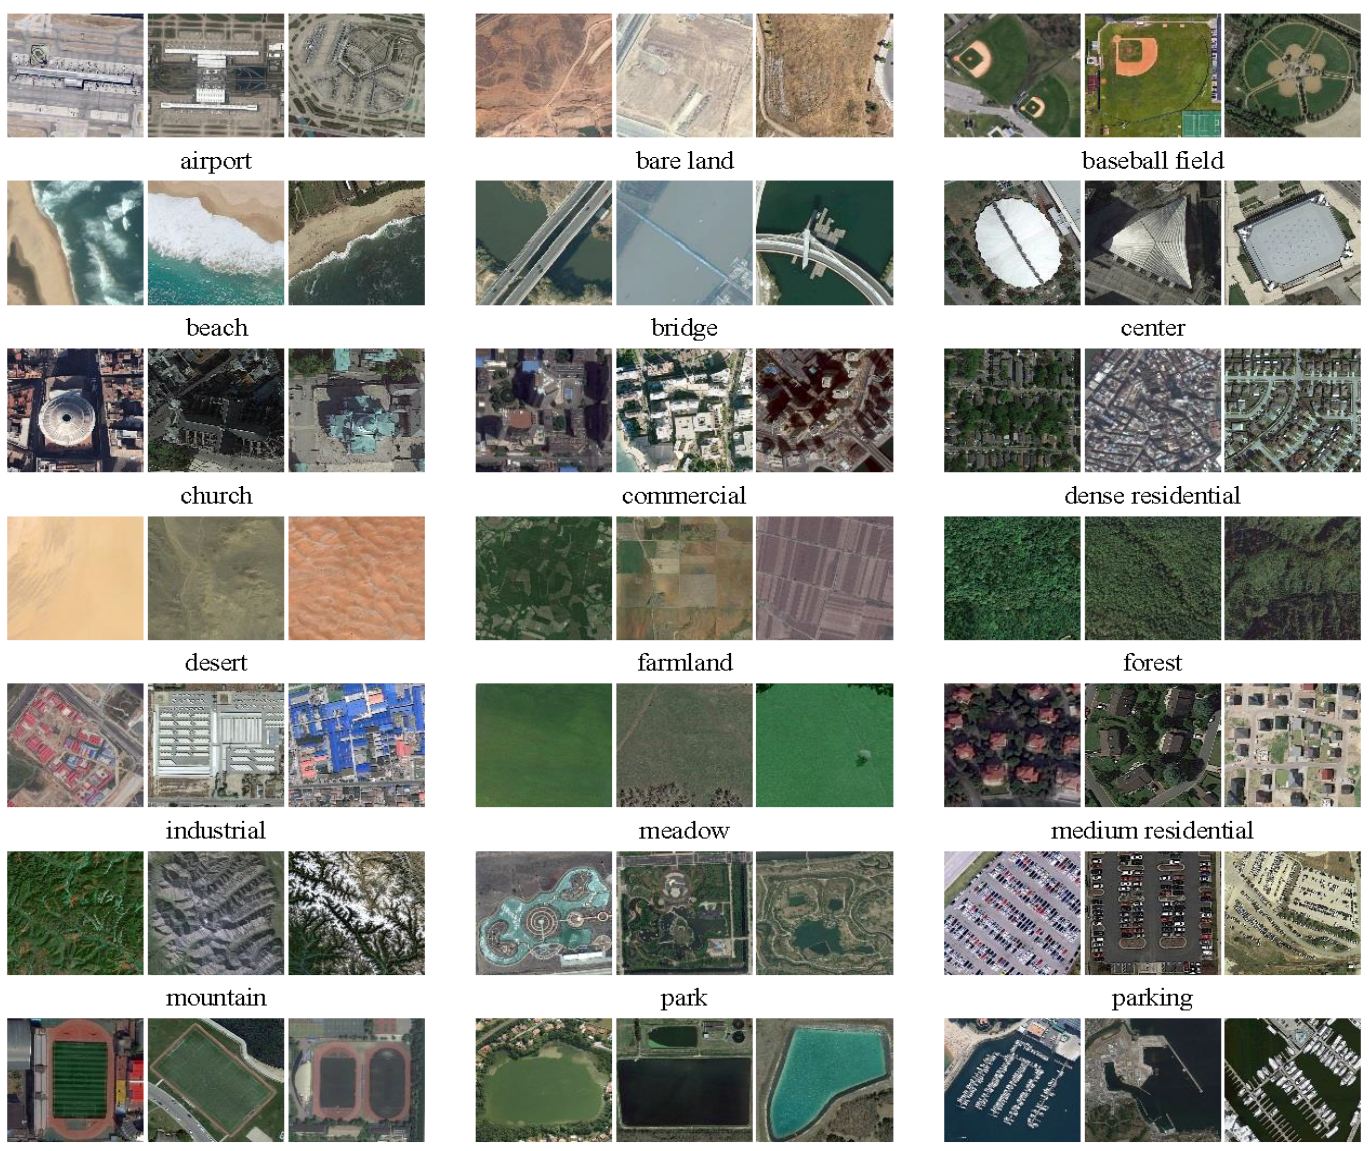 airport
bare land
baseball field
beach
bridge
center
church
commercial
dense residential
desert
farmland
forest
industrial
meadow
medium residential
mountain
park
parking